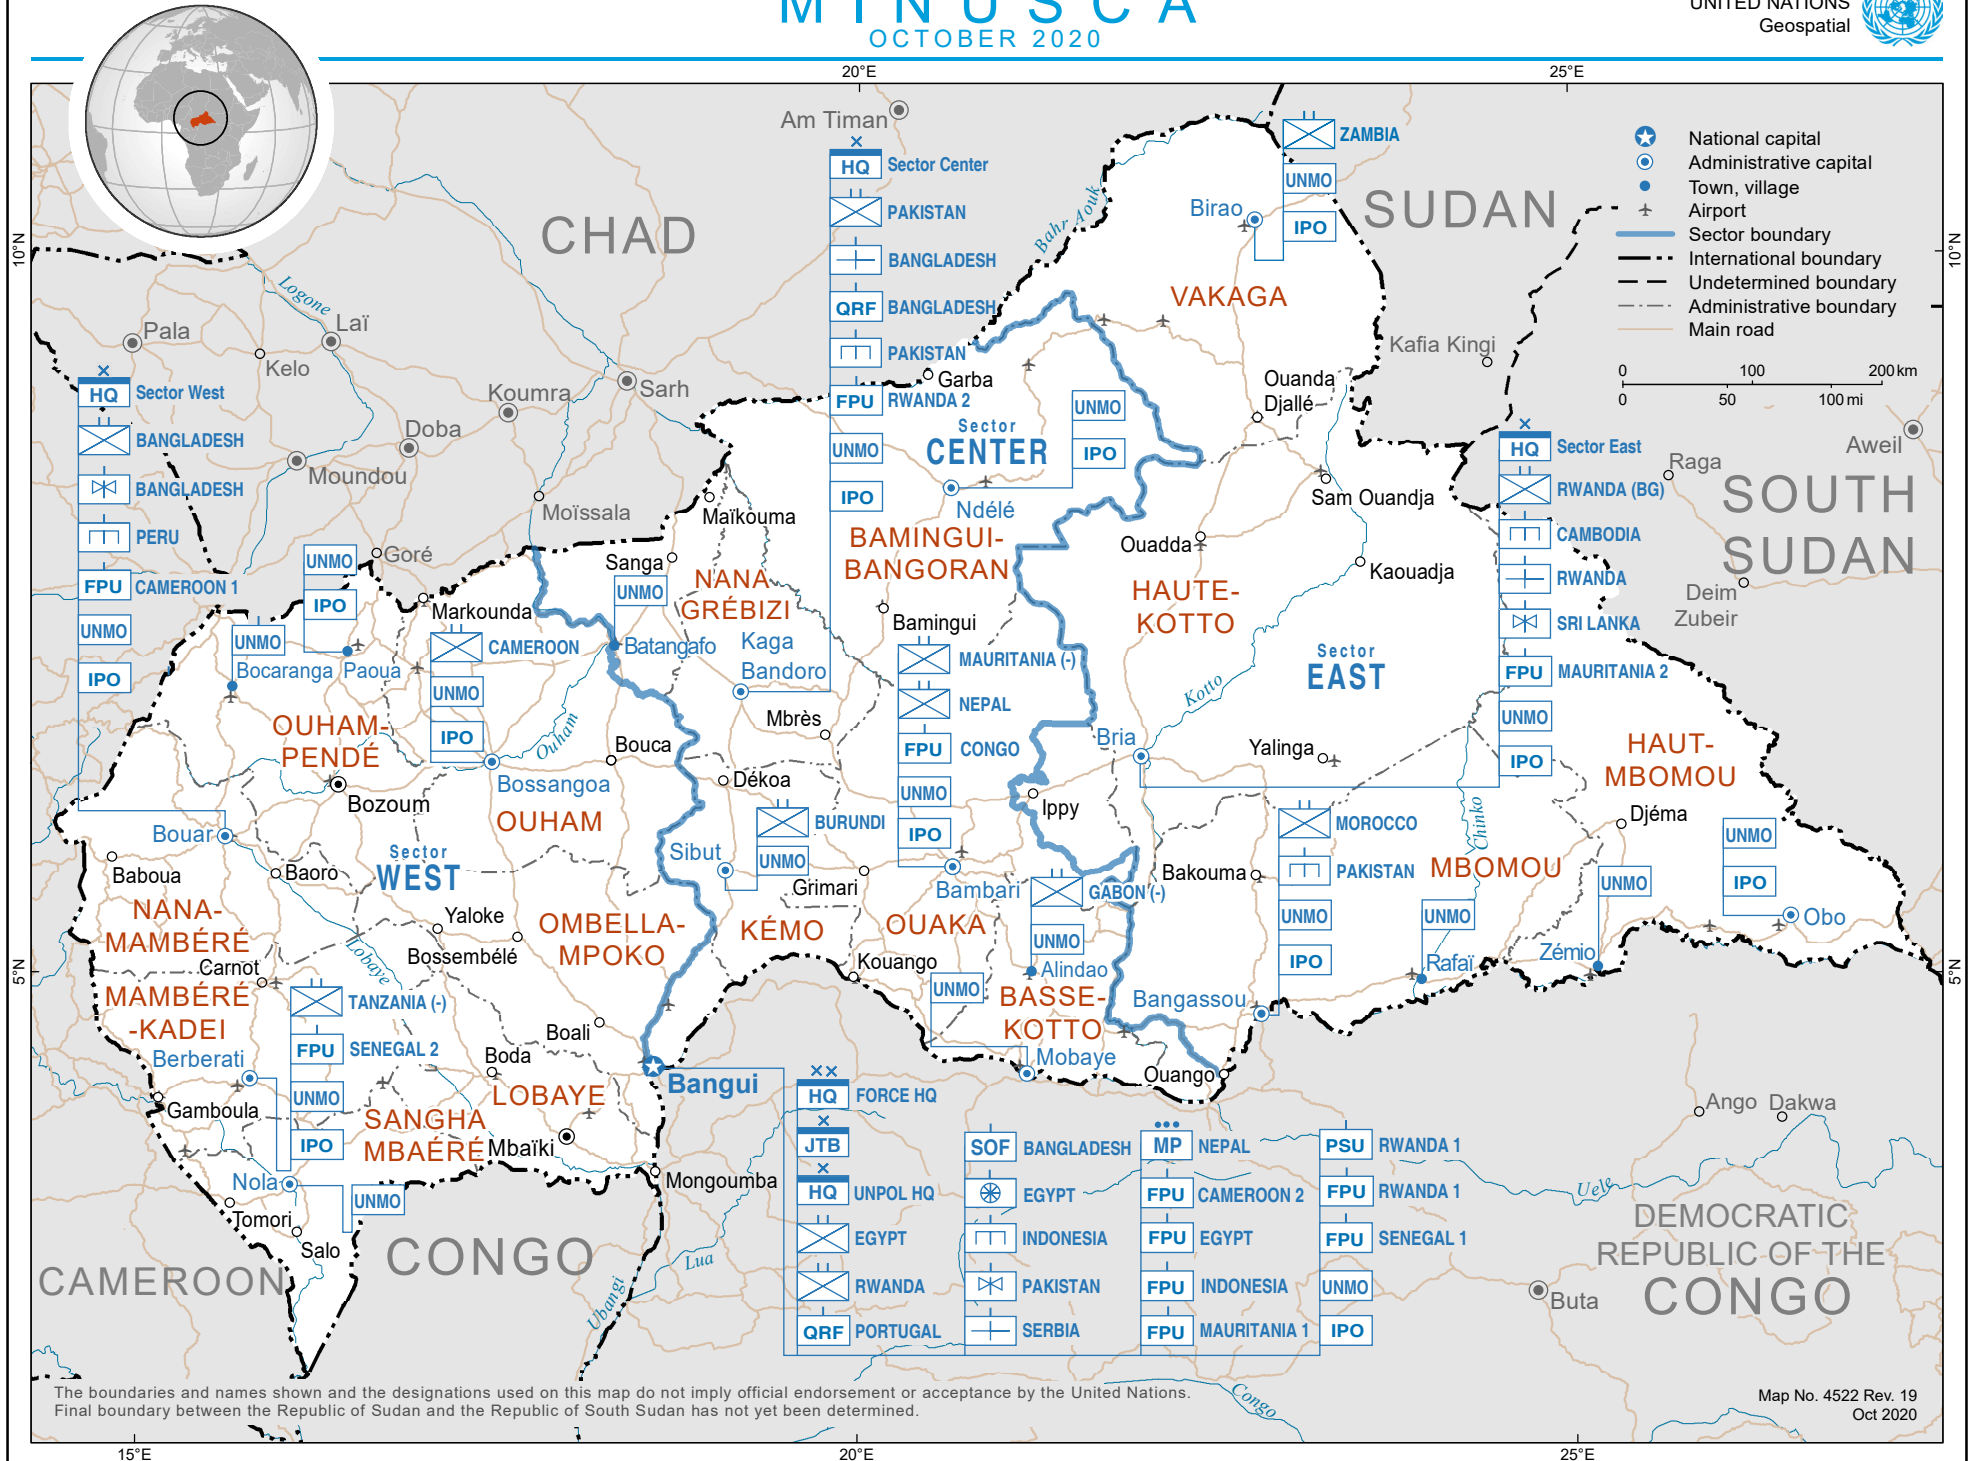 MINUSCA
OCTOBER 2020
UNITED NATIONS
Geospatial
20°E
25°E
10°N
10°N
5°N
5°N
15°E
20°E
25°E
National capital
Administrative capital
Town, village
Airport
Sector boundary
International boundary
Undetermined boundary
Administrative boundary
Main road
0 100 200 km
0 50 100 mi
CHAD
SUDAN
SOUTH
SUDAN
CAMEROON
CONGO
DEMOCRATIC
REPUBLIC OF THE
CONGO
Am Timan
Pala
Laï
Kelo
Koumra
Sarh
Doba
Moundou
Moïssala
Goré
Kafia Kingi
Aweil
Raga
Deim
Zubeir
Ango
Dakwa
Buta
Logone
Bahr Aouk
Ouham
Kotto
Chinko
Lobaye
Ubangi
Lua
Uele
Congo
HQ Sector Center
PAKISTAN
BANGLADESH
QRF BANGLADESH
PAKISTAN
FPU RWANDA 2
UNMO
IPO
ZAMBIA
UNMO
IPO
Birao
VAKAGA
Garba
Ouanda
Djallé
Sector
CENTER
UNMO
IPO
Ndélé
Sam Ouandja
BAMINGUI-
BANGORAN
Ouadda
Kaouadja
HAUTE-
KOTTO
Sector
EAST
HQ Sector East
RWANDA (BG)
CAMBODIA
RWANDA
SRI LANKA
FPU MAURITANIA 2
UNMO
IPO
HQ Sector West
BANGLADESH
BANGLADESH
PERU
FPU CAMEROON 1
UNMO
IPO
UNMO
IPO
UNMO
Bocaranga
Paoua
Markounda
CAMEROON
UNMO
IPO
Maïkouma
Sanga
UNMO
Batangafo
NANA
GRÉBIZI
Kaga
Bandoro
Bamingui
Mbrès
Bouca
Dékoa
OUHAM-
PENDÉ
Bozoum
Bossangoa
OUHAM
Bouar
Baboua
Baoro
Sector
WEST
NANA-
MAMBÉRÉ
Yaloke
Bossembélé
OMBELLA-
MPOKO
Carnot
MAMBÉRÉ
-KADEI
Berberati
Gamboula
TANZANIA (-)
FPU SENEGAL 2
UNMO
IPO
Boali
Boda
LOBAYE
SANGHA
MBAÉRÉ
Mbaïki
Mongoumba
Nola
UNMO
Tomori
Salo
MAURITANIA (-)
NEPAL
FPU CONGO
UNMO
IPO
Bambari
BURUNDI
UNMO
Sibut
Grimari
KÉMO
OUAKA
Kouango
Ippy
Bria
Yalinga
GABON (-)
UNMO
Alindao
UNMO
BASSE-
KOTTO
Mobaye
Bakouma
MOROCCO
PAKISTAN
UNMO
IPO
Bangassou
Ouango
MBOMOU
UNMO
Rafaï
UNMO
Zémio
HAUT-
MBOMOU
Djéma
UNMO
IPO
Obo
Bangui
HQ FORCE HQ
JTB
HQ UNPOL HQ
EGYPT
RWANDA
QRF PORTUGAL
SOF BANGLADESH
EGYPT
INDONESIA
PAKISTAN
SERBIA
MP NEPAL
FPU CAMEROON 2
FPU EGYPT
FPU INDONESIA
FPU MAURITANIA 1
PSU RWANDA 1
FPU RWANDA 1
FPU SENEGAL 1
UNMO
IPO
The boundaries and names shown and the designations used on this map do not imply official endorsement or acceptance by the United Nations.
Final boundary between the Republic of Sudan and the Republic of South Sudan has not yet been determined.
Map No. 4522 Rev. 19
Oct 2020